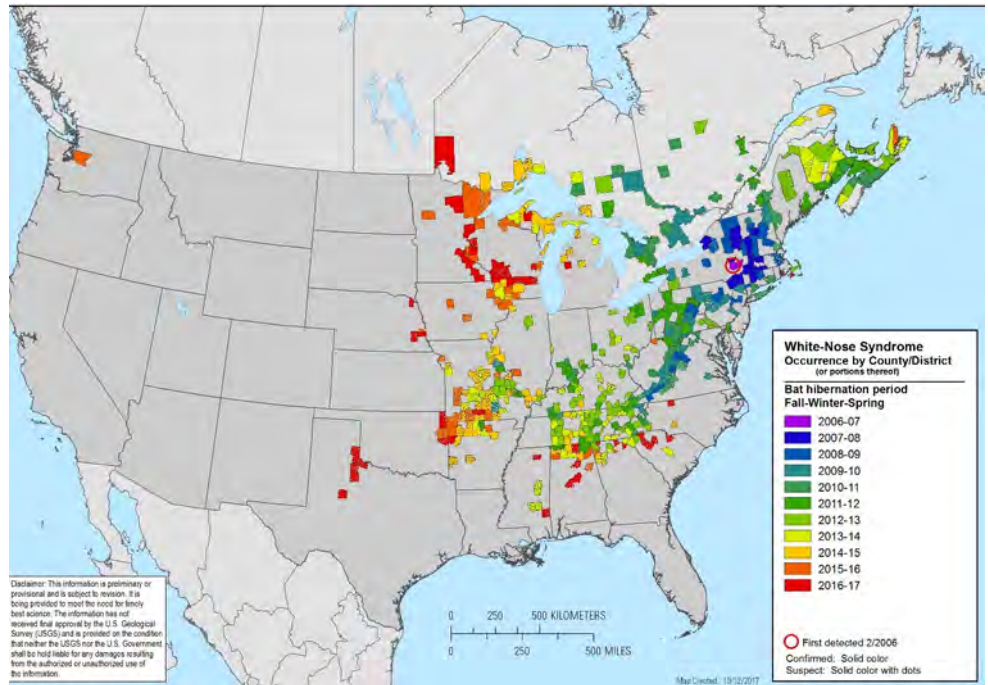 White-Nose Syndrome
Occurrence by County/District
(or portions thereof)
Bat hibernation period
Fall-Winter-Spring
2006-07
2007-08
2008-09
2009-10
2010-11
2011-12
2012-13
2013-14
2014-15
2015-16
2016-17
First detected 2/2006
Confirmed: Solid color
Suspect: Solid color with dots
Disclaimer: This information is preliminary or
provisional and is subject to revision. It is
being provided to meet the need for timely
best science. The information has not
received final approval by the U.S. Geological
Survey (USGS) and is provided on the condition
that neither the USGS nor the U.S. Government
shall be held liable for any damages resulting
from the authorized or unauthorized use of
the information.
0 250 500 KILOMETERS
0 250 500 MILES
Map Created: 10/12/2017